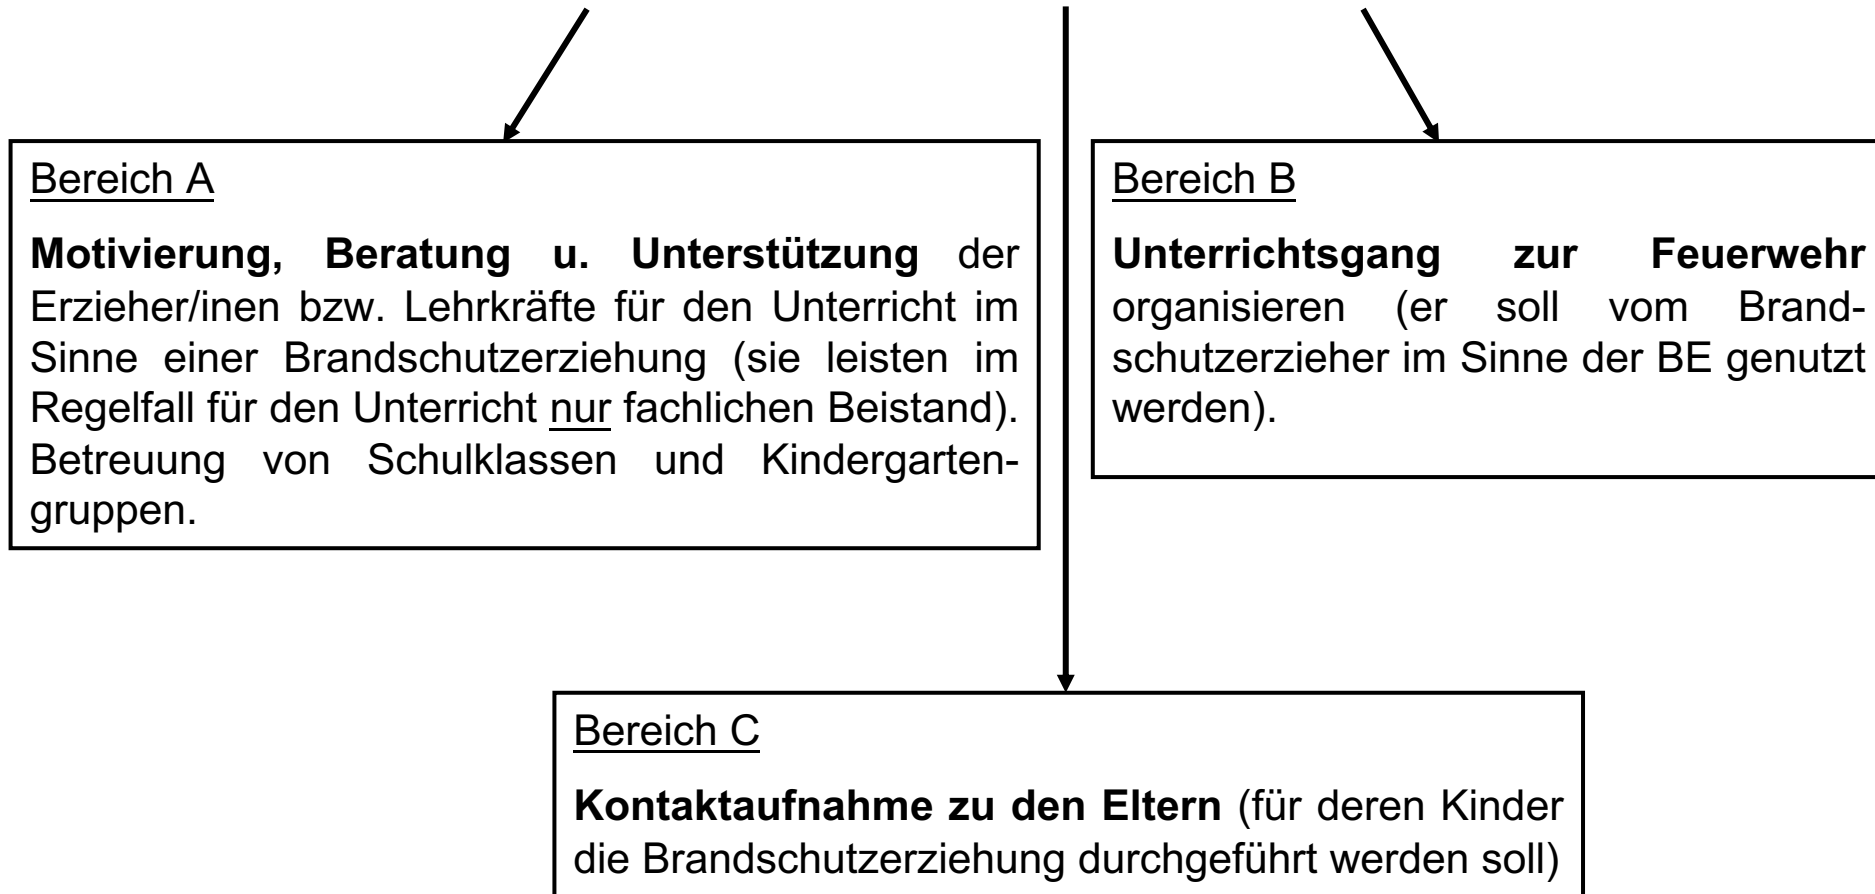 Bereich A
Motivierung, Beratung u. Unterstützung der
Erzieher/inen bzw. Lehrkräfte für den Unterricht im
Sinne einer Brandschutzerziehung (sie leisten im
Regelfall für den Unterricht nur fachlichen Beistand).
Betreuung von Schulklassen und Kindergarten-
gruppen.
Bereich B
Unterrichtsgang zur Feuerwehr
organisieren (er soll vom Brand-
schutzerzieher im Sinne der BE genutzt
werden).
Bereich C
Kontaktaufnahme zu den Eltern (für deren Kinder
die Brandschutzerziehung durchgeführt werden soll)